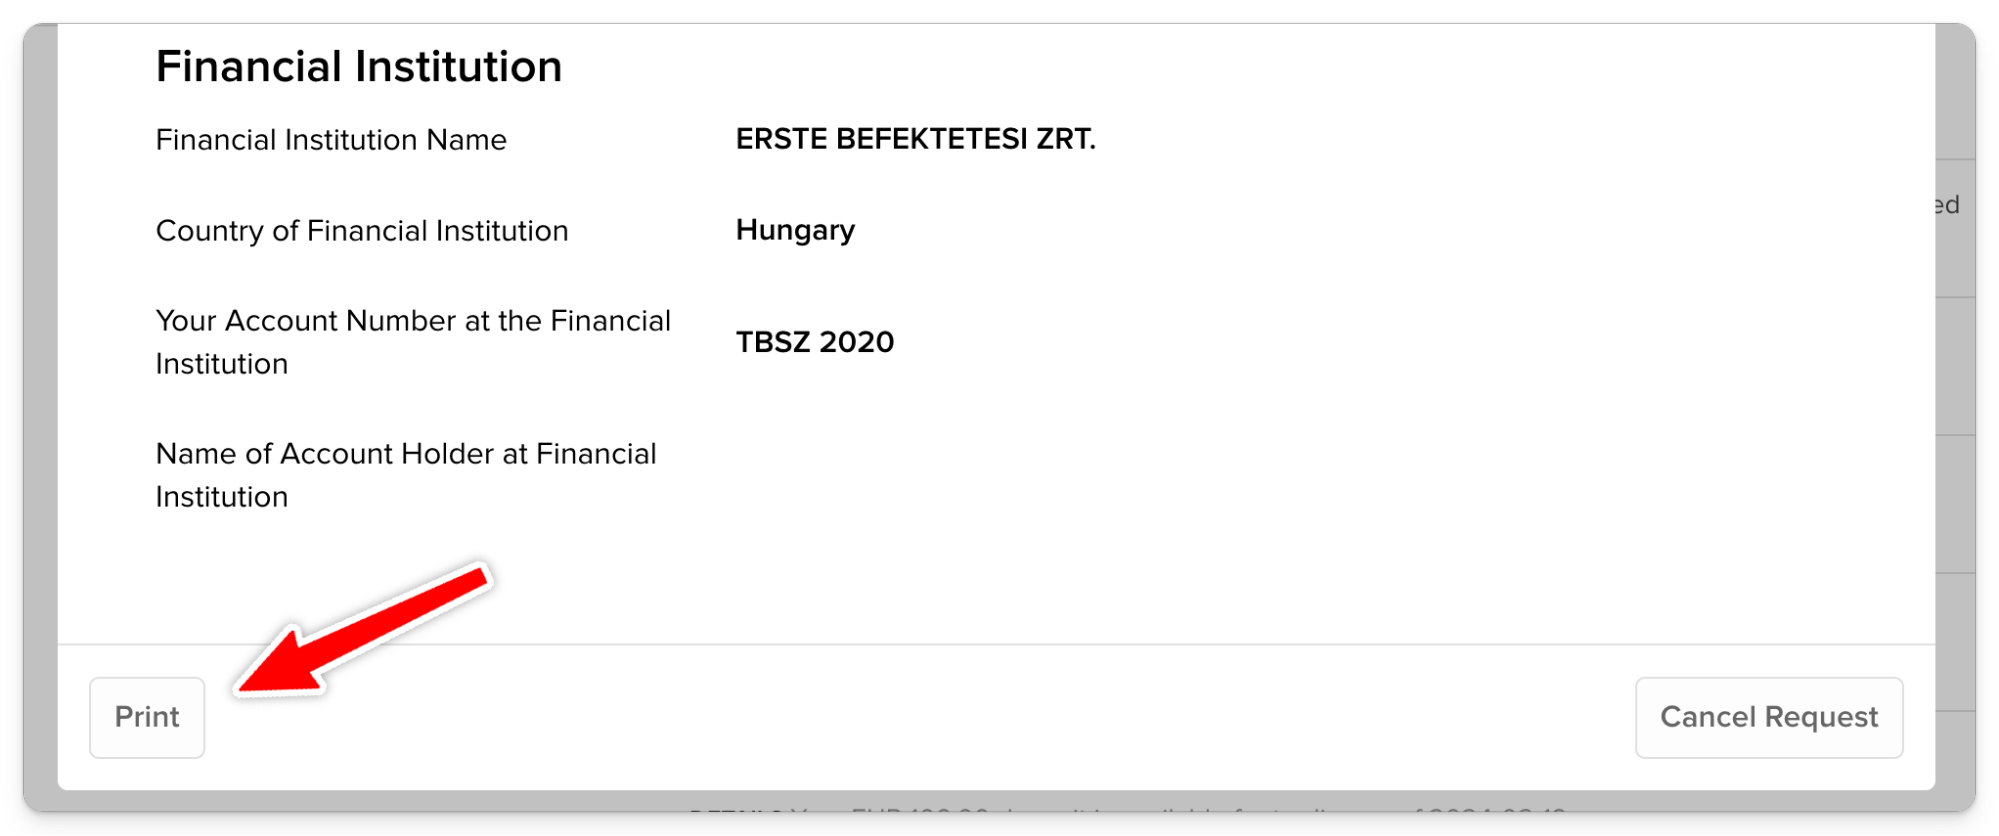 Financial Institution
Financial Institution Name
ERSTE BEFEKTETESI ZRT.
Country of Financial Institution
Hungary
Your Account Number at the Financial
Institution
TBSZ 2020
Name of Account Holder at Financial
Institution
Print
Cancel Request
ed